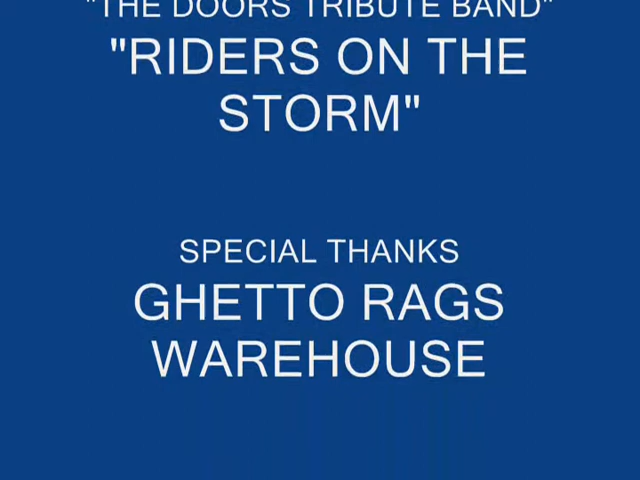 "THE DOORS TRIBUTE BAND"
"RIDERS ON THE
STORM"
SPECIAL THANKS
GHETTO RAGS
WAREHOUSE